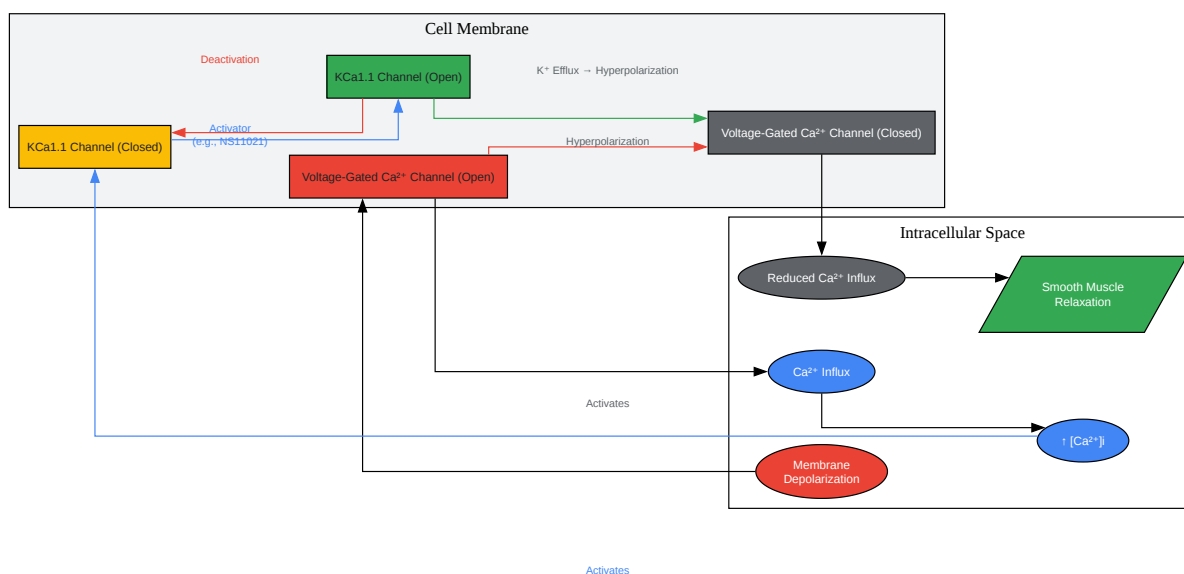 Cell Membrane
Deactivation
KCa1.1 Channel (Open)
K⁺ Efflux → Hyperpolarization
Activator
(e.g., NS11021)
KCa1.1 Channel (Closed)
Voltage-Gated Ca²⁺ Channel (Closed)
Hyperpolarization
Voltage-Gated Ca²⁺ Channel (Open)
Intracellular Space
Reduced Ca²⁺ Influx
Smooth Muscle
Relaxation
Ca²⁺ Influx
Activates
↑ [Ca²⁺]i
Membrane
Depolarization
Activates